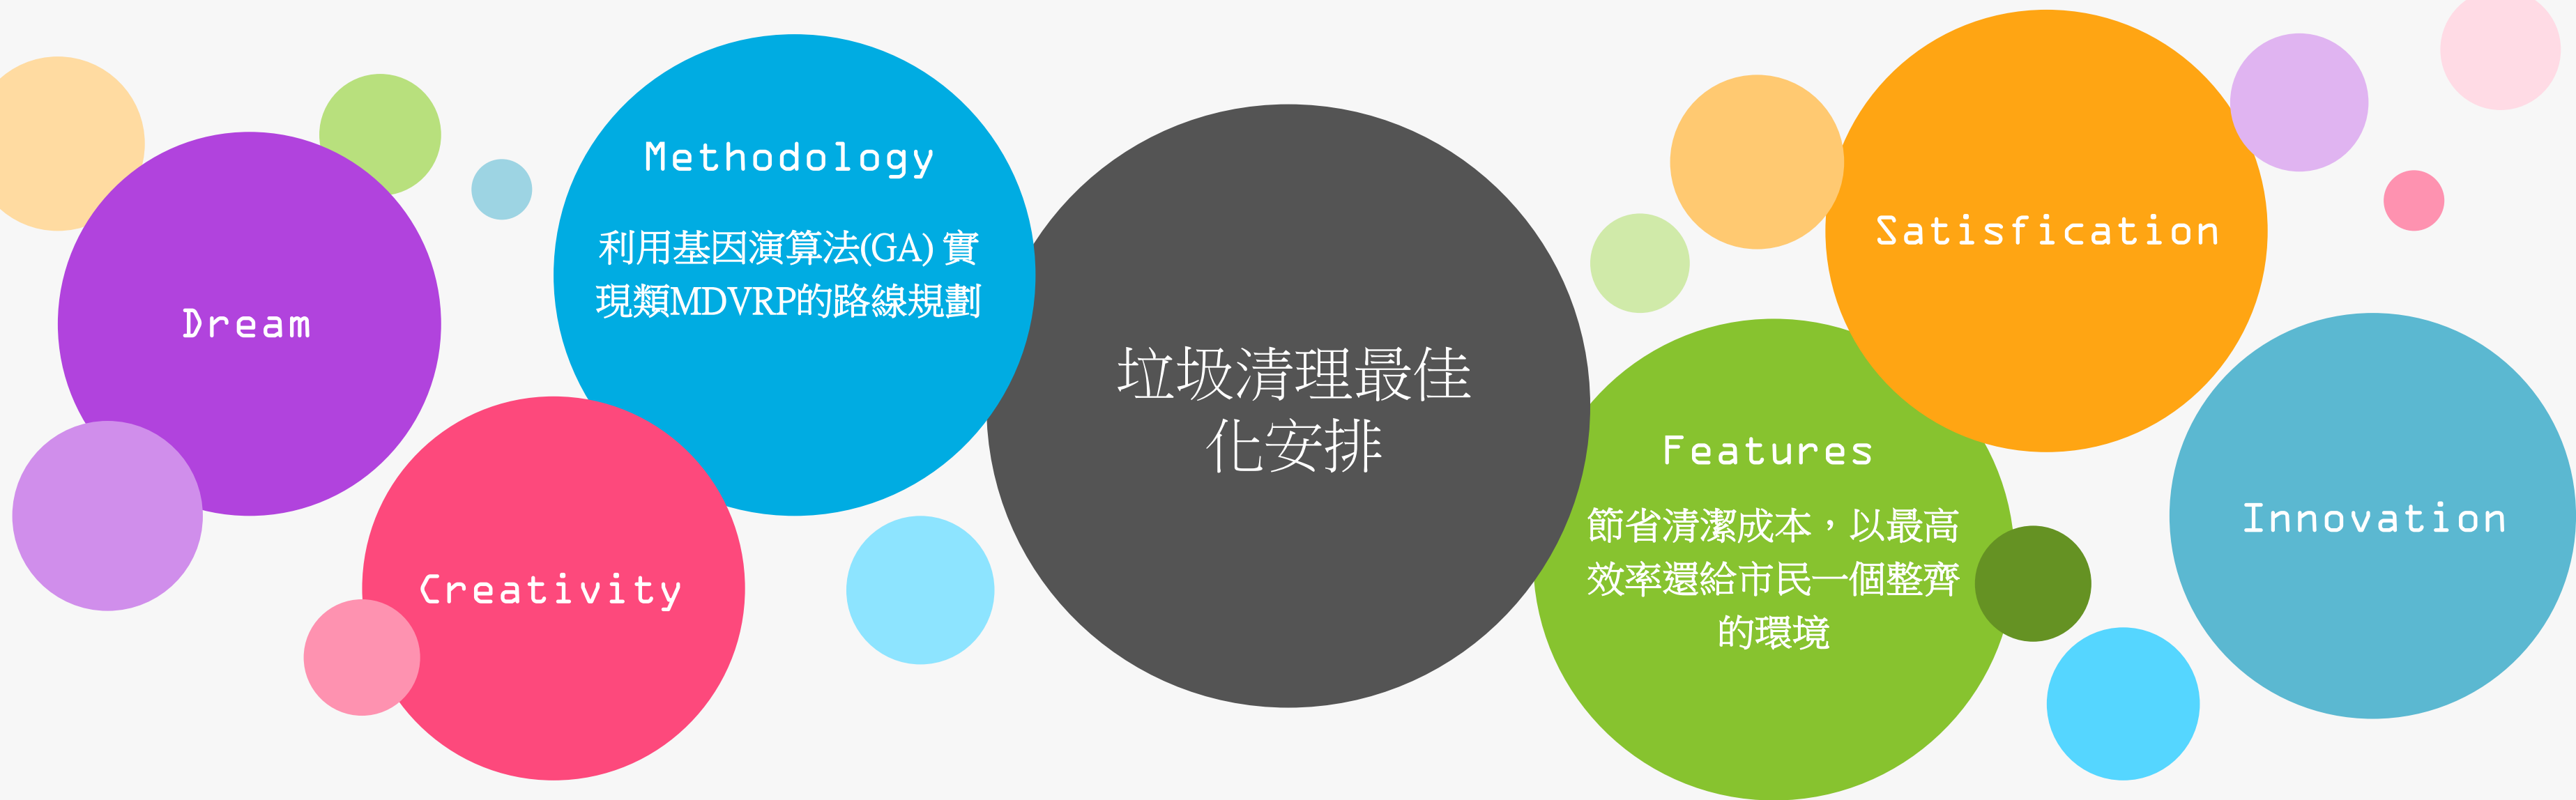 Dream
Creativity
Methodology
利用基因演算法(GA) 實
現類MDVRP的路線規劃
垃圾清理最佳
化安排
Features
節省清潔成本，以最高
效率還給市民一個整齊
的環境
Satisfication
Innovation